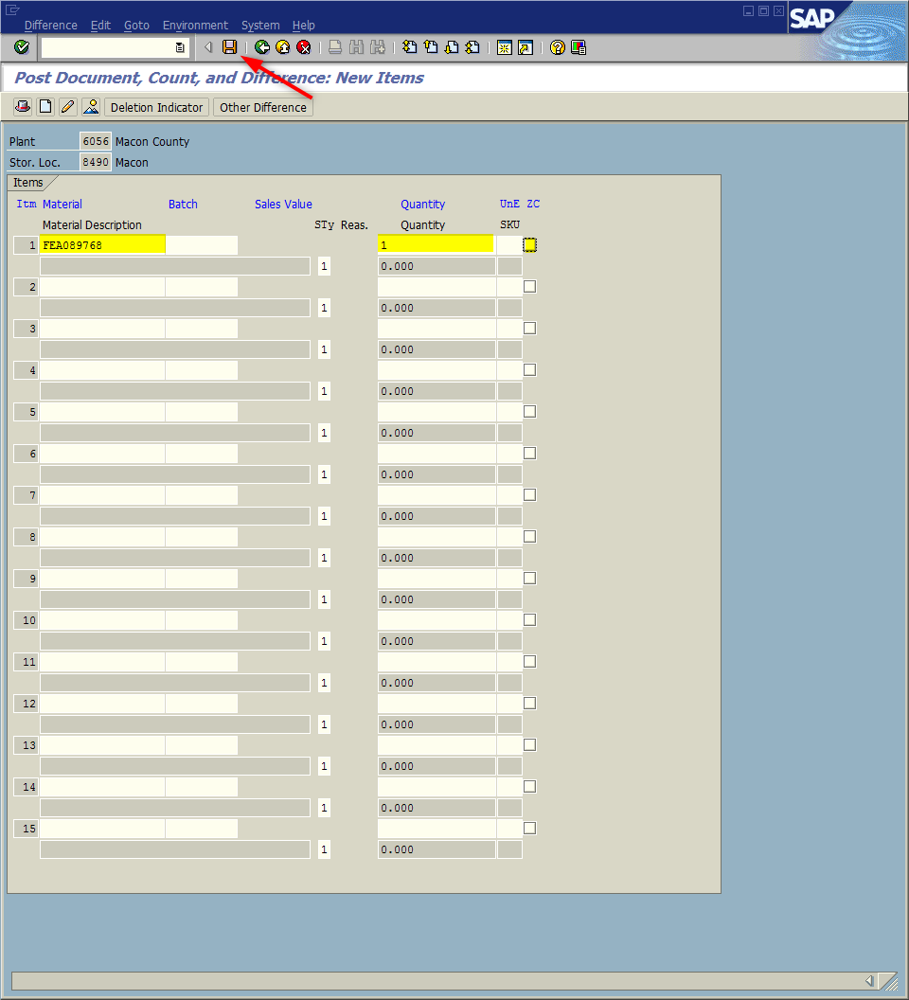 Difference Edit Goto Environment System Help
SAP
Post Document, Count, and Difference: New Items
Deletion Indicator Other Difference
Plant 6056 Macon County
Stor. Loc. 8490 Macon
Items
Itm Material Batch Sales Value Quantity UnE ZC
Material Description STy Reas. Quantity SKU
1 FEA089768 1
1 0.000
2
1 0.000
3
1 0.000
4
1 0.000
5
1 0.000
6
1 0.000
7
1 0.000
8
1 0.000
9
1 0.000
10
1 0.000
11
1 0.000
12
1 0.000
13
1 0.000
14
1 0.000
15
1 0.000